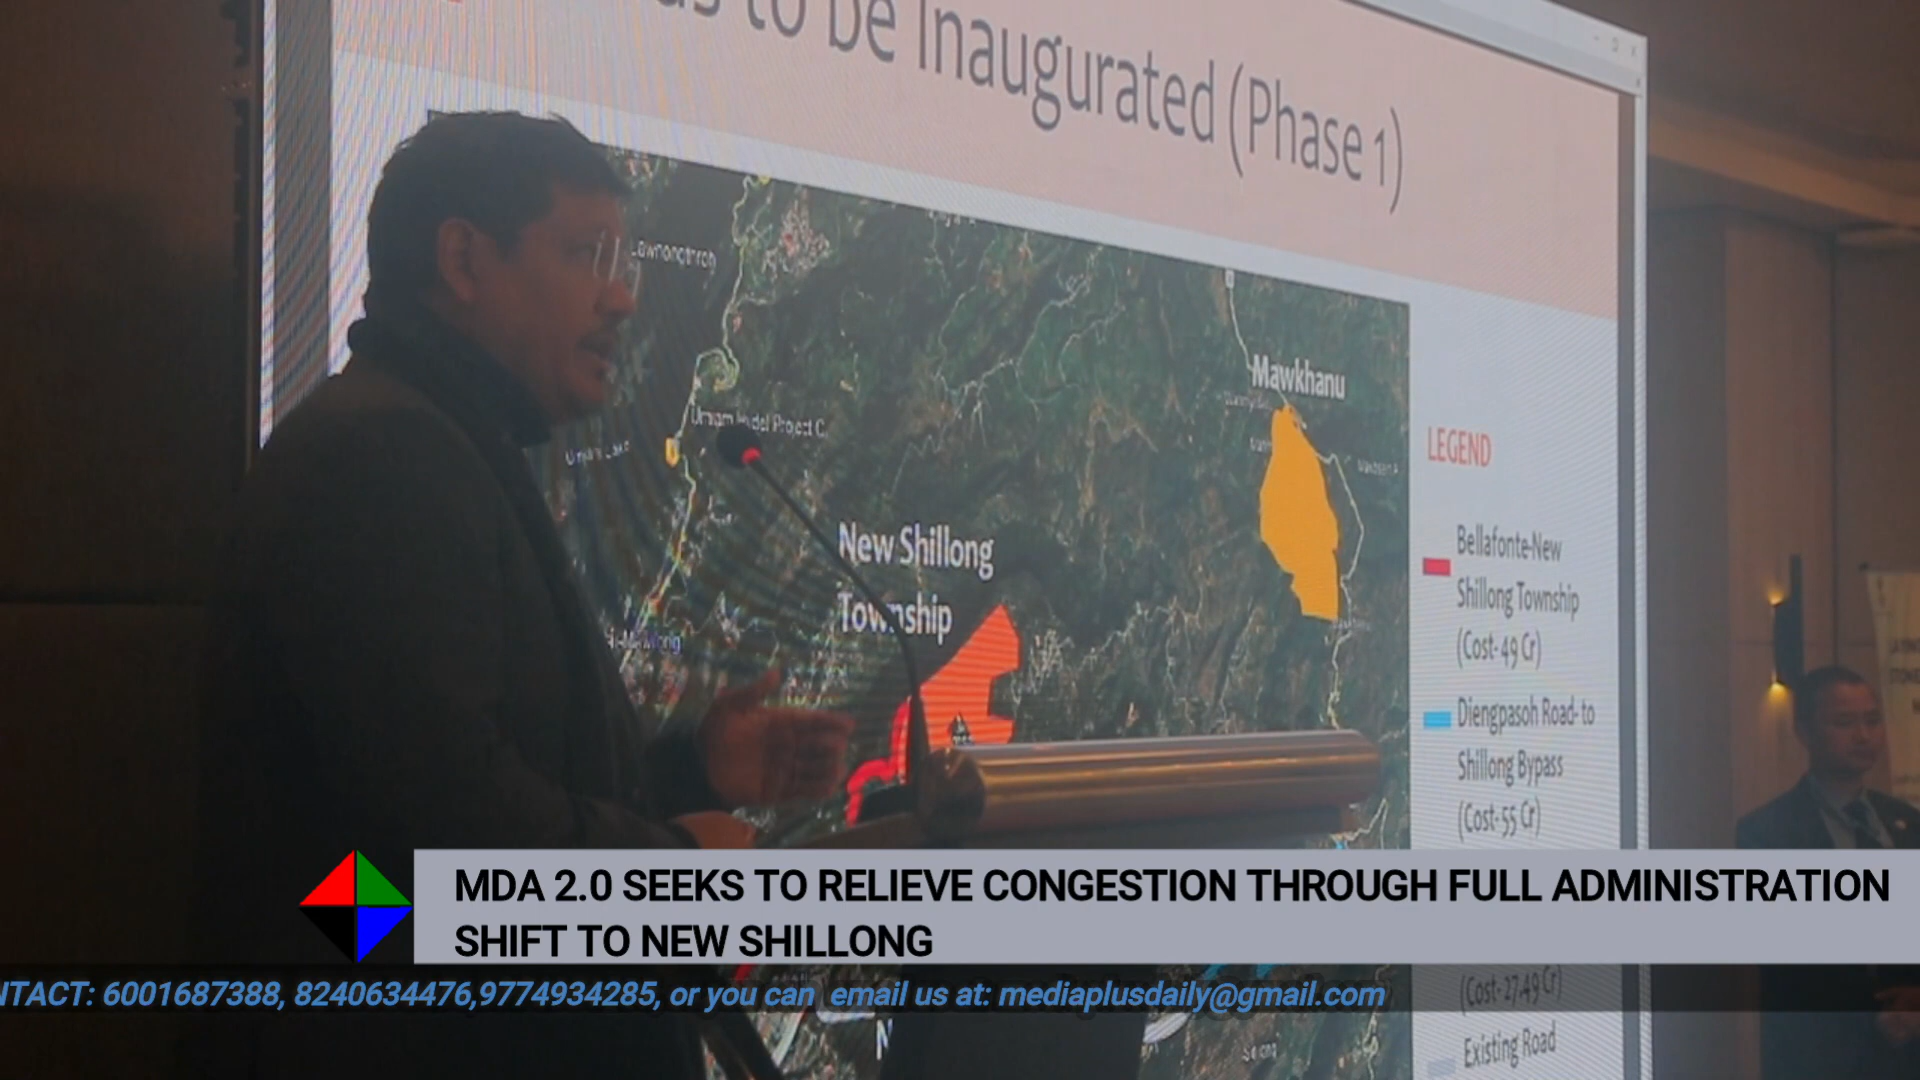 to be Inaugurated (Phase 1)
Mawkhanu
New Shillong
Township
LEGEND
Bellafonte-New
Shillong Township
(Cost- 49 Cr)
Diengpasoh Road- to
Shillong Bypass
(Cost- 55 Cr)
MDA 2.0 SEEKS TO RELIEVE CONGESTION THROUGH FULL ADMINISTRATION
SHIFT TO NEW SHILLONG
NTACT: 6001687388, 8240634476,9774934285, or you can email us at: mediaplusdaily@gmail.com
(Cost-27.49 Cr)
Existing Road